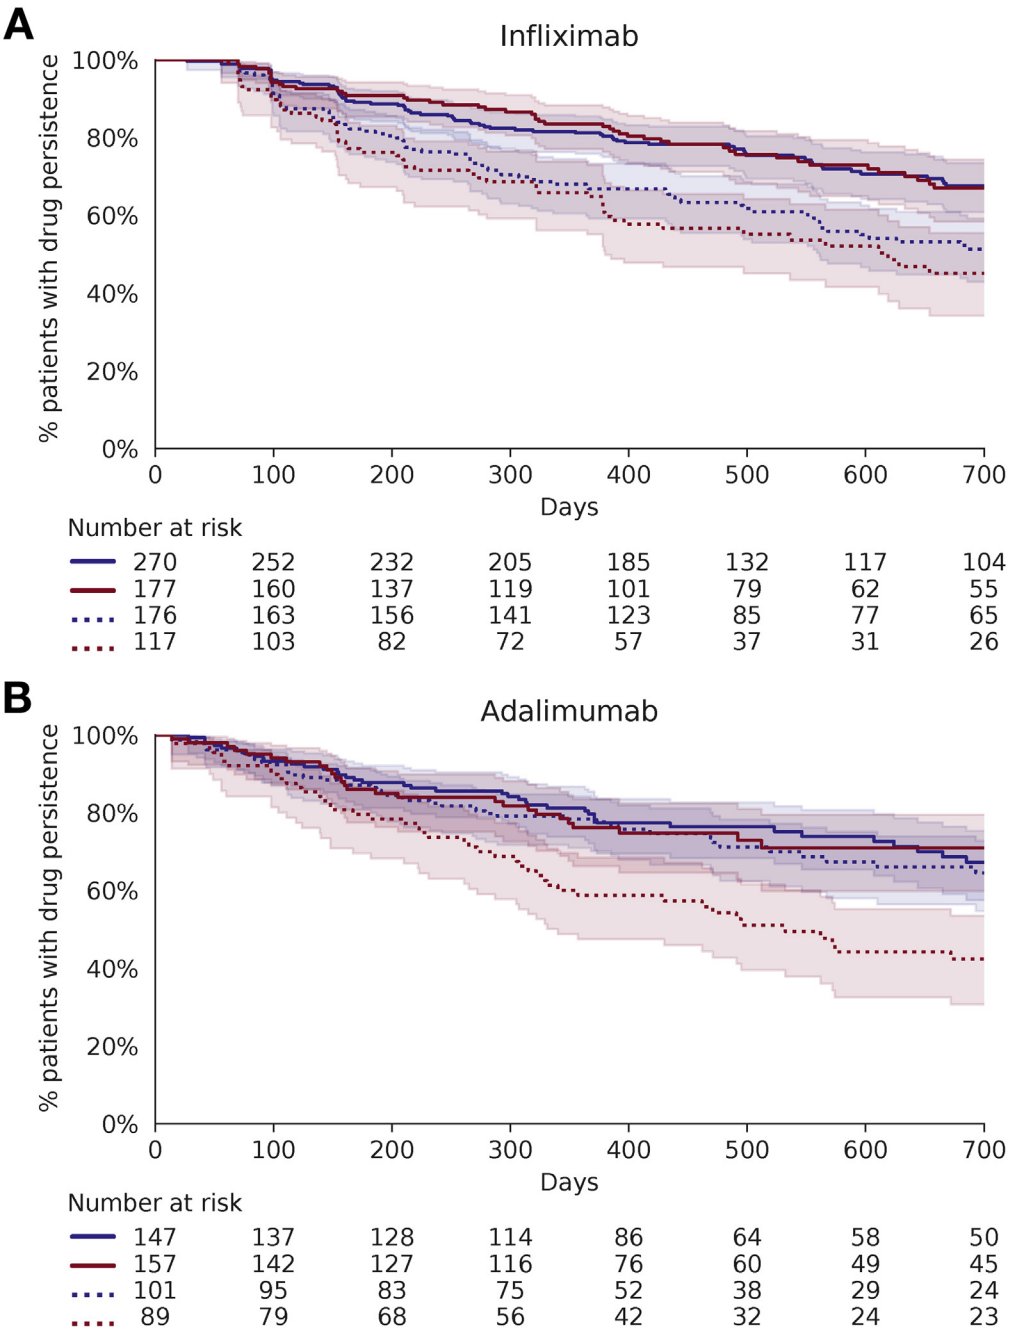 A
Infliximab
% patients with drug persistence
100%
80%
60%
40%
20%
0%
0 100 200 300 400 500 600 700
Days
Number at risk
270 252 232 205 185 132 117 104
177 160 137 119 101 79 62 55
176 163 156 141 123 85 77 65
117 103 82 72 57 37 31 26
B
Adalimumab
% patients with drug persistence
100%
80%
60%
40%
20%
0%
0 100 200 300 400 500 600 700
Days
Number at risk
147 137 128 114 86 64 58 50
157 142 127 116 76 60 49 45
101 95 83 75 52 38 29 24
89 79 68 56 42 32 24 23